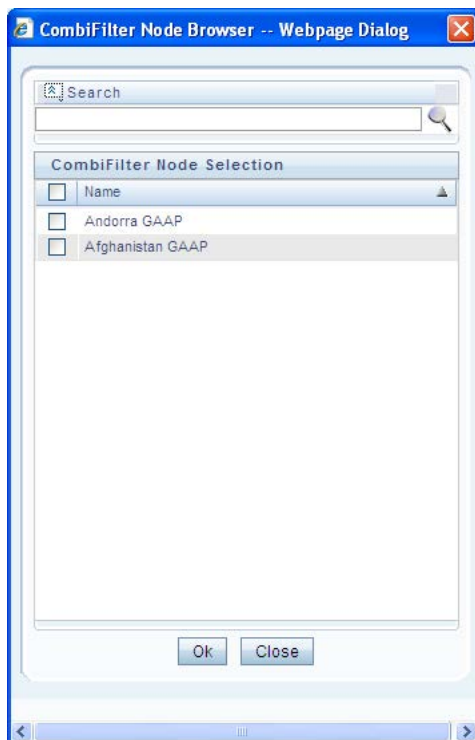 CombiFilter Node Browser -- Webpage Dialog
Search
CombiFilter Node Selection
Name
Andorra GAAP
Afghanistan GAAP
Ok Close